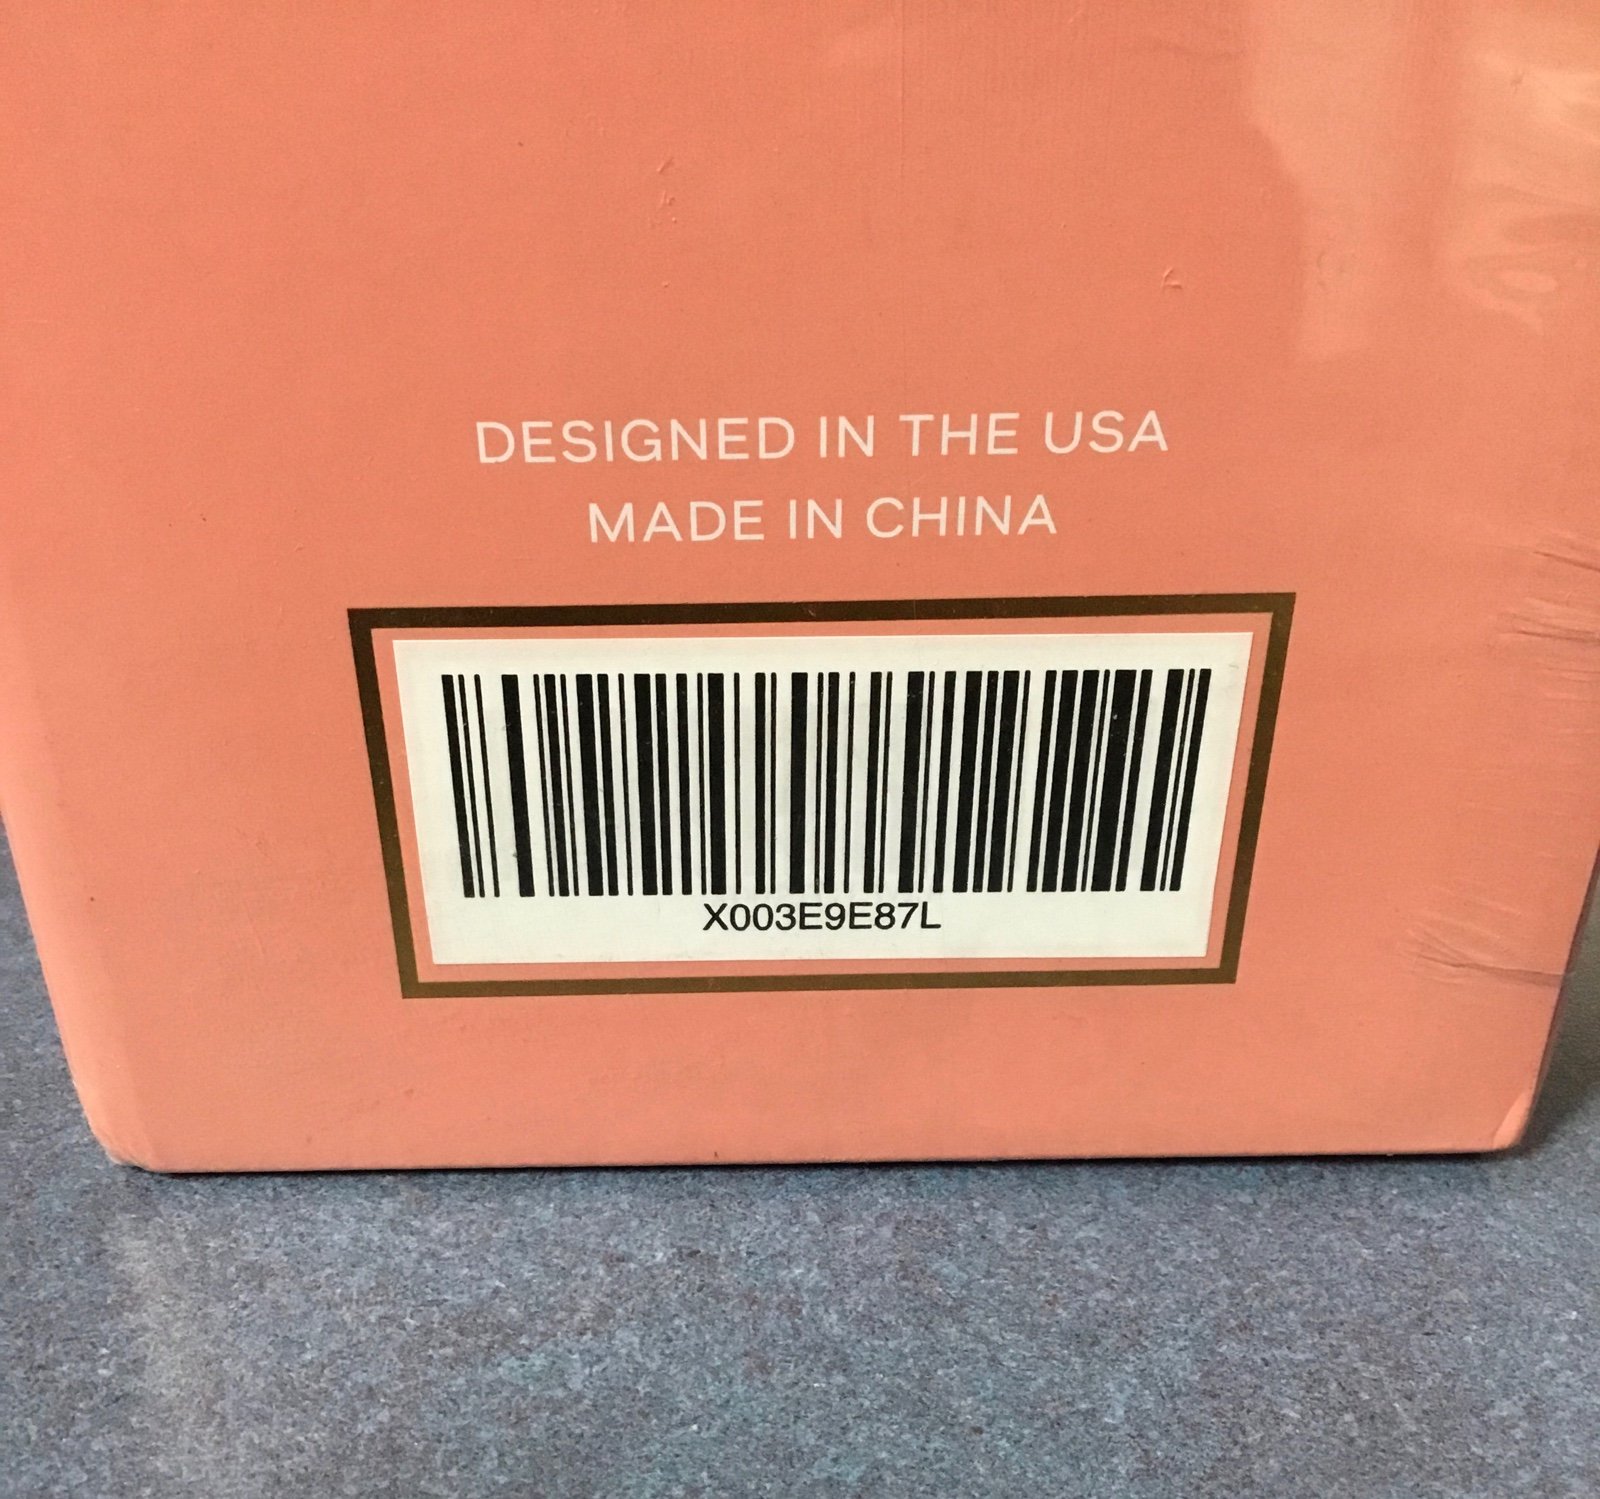 DESIGNED IN THE USA
MADE IN CHINA
X003E9E87L